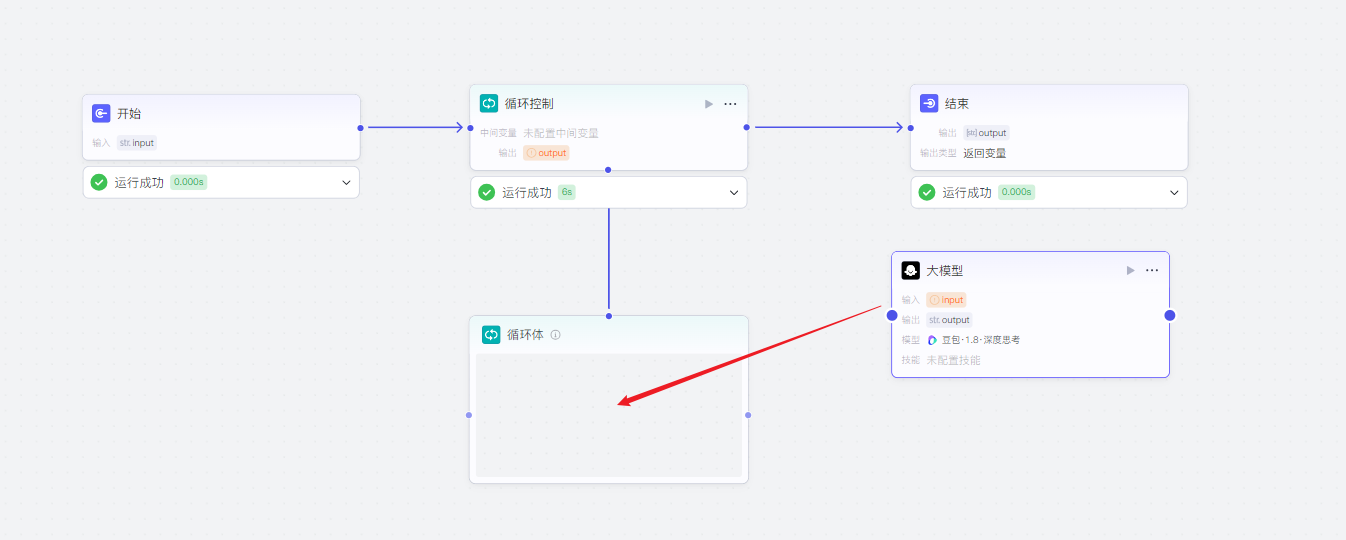 开始
输入 str. input
运行成功 0.000s
循环控制
中间变量 未配置中间变量
输出 output
运行成功 6s
结束
输出 output
输出类型 返回变量
运行成功 0.000s
大模型
输入 input
输出 str. output
模型 豆包·1.8·深度思考
技能 未配置技能
循环体